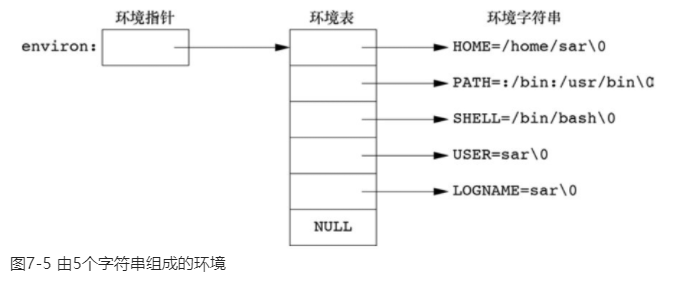 环境指针 环境表 环境字符串
environ: HOME=/home/sar\0
PATH=:/bin:/usr/bin\0
SHELL=/bin/bash\0
USER=sar\0
LOGNAME=sar\0
NULL
图7-5 由5个字符串组成的环境